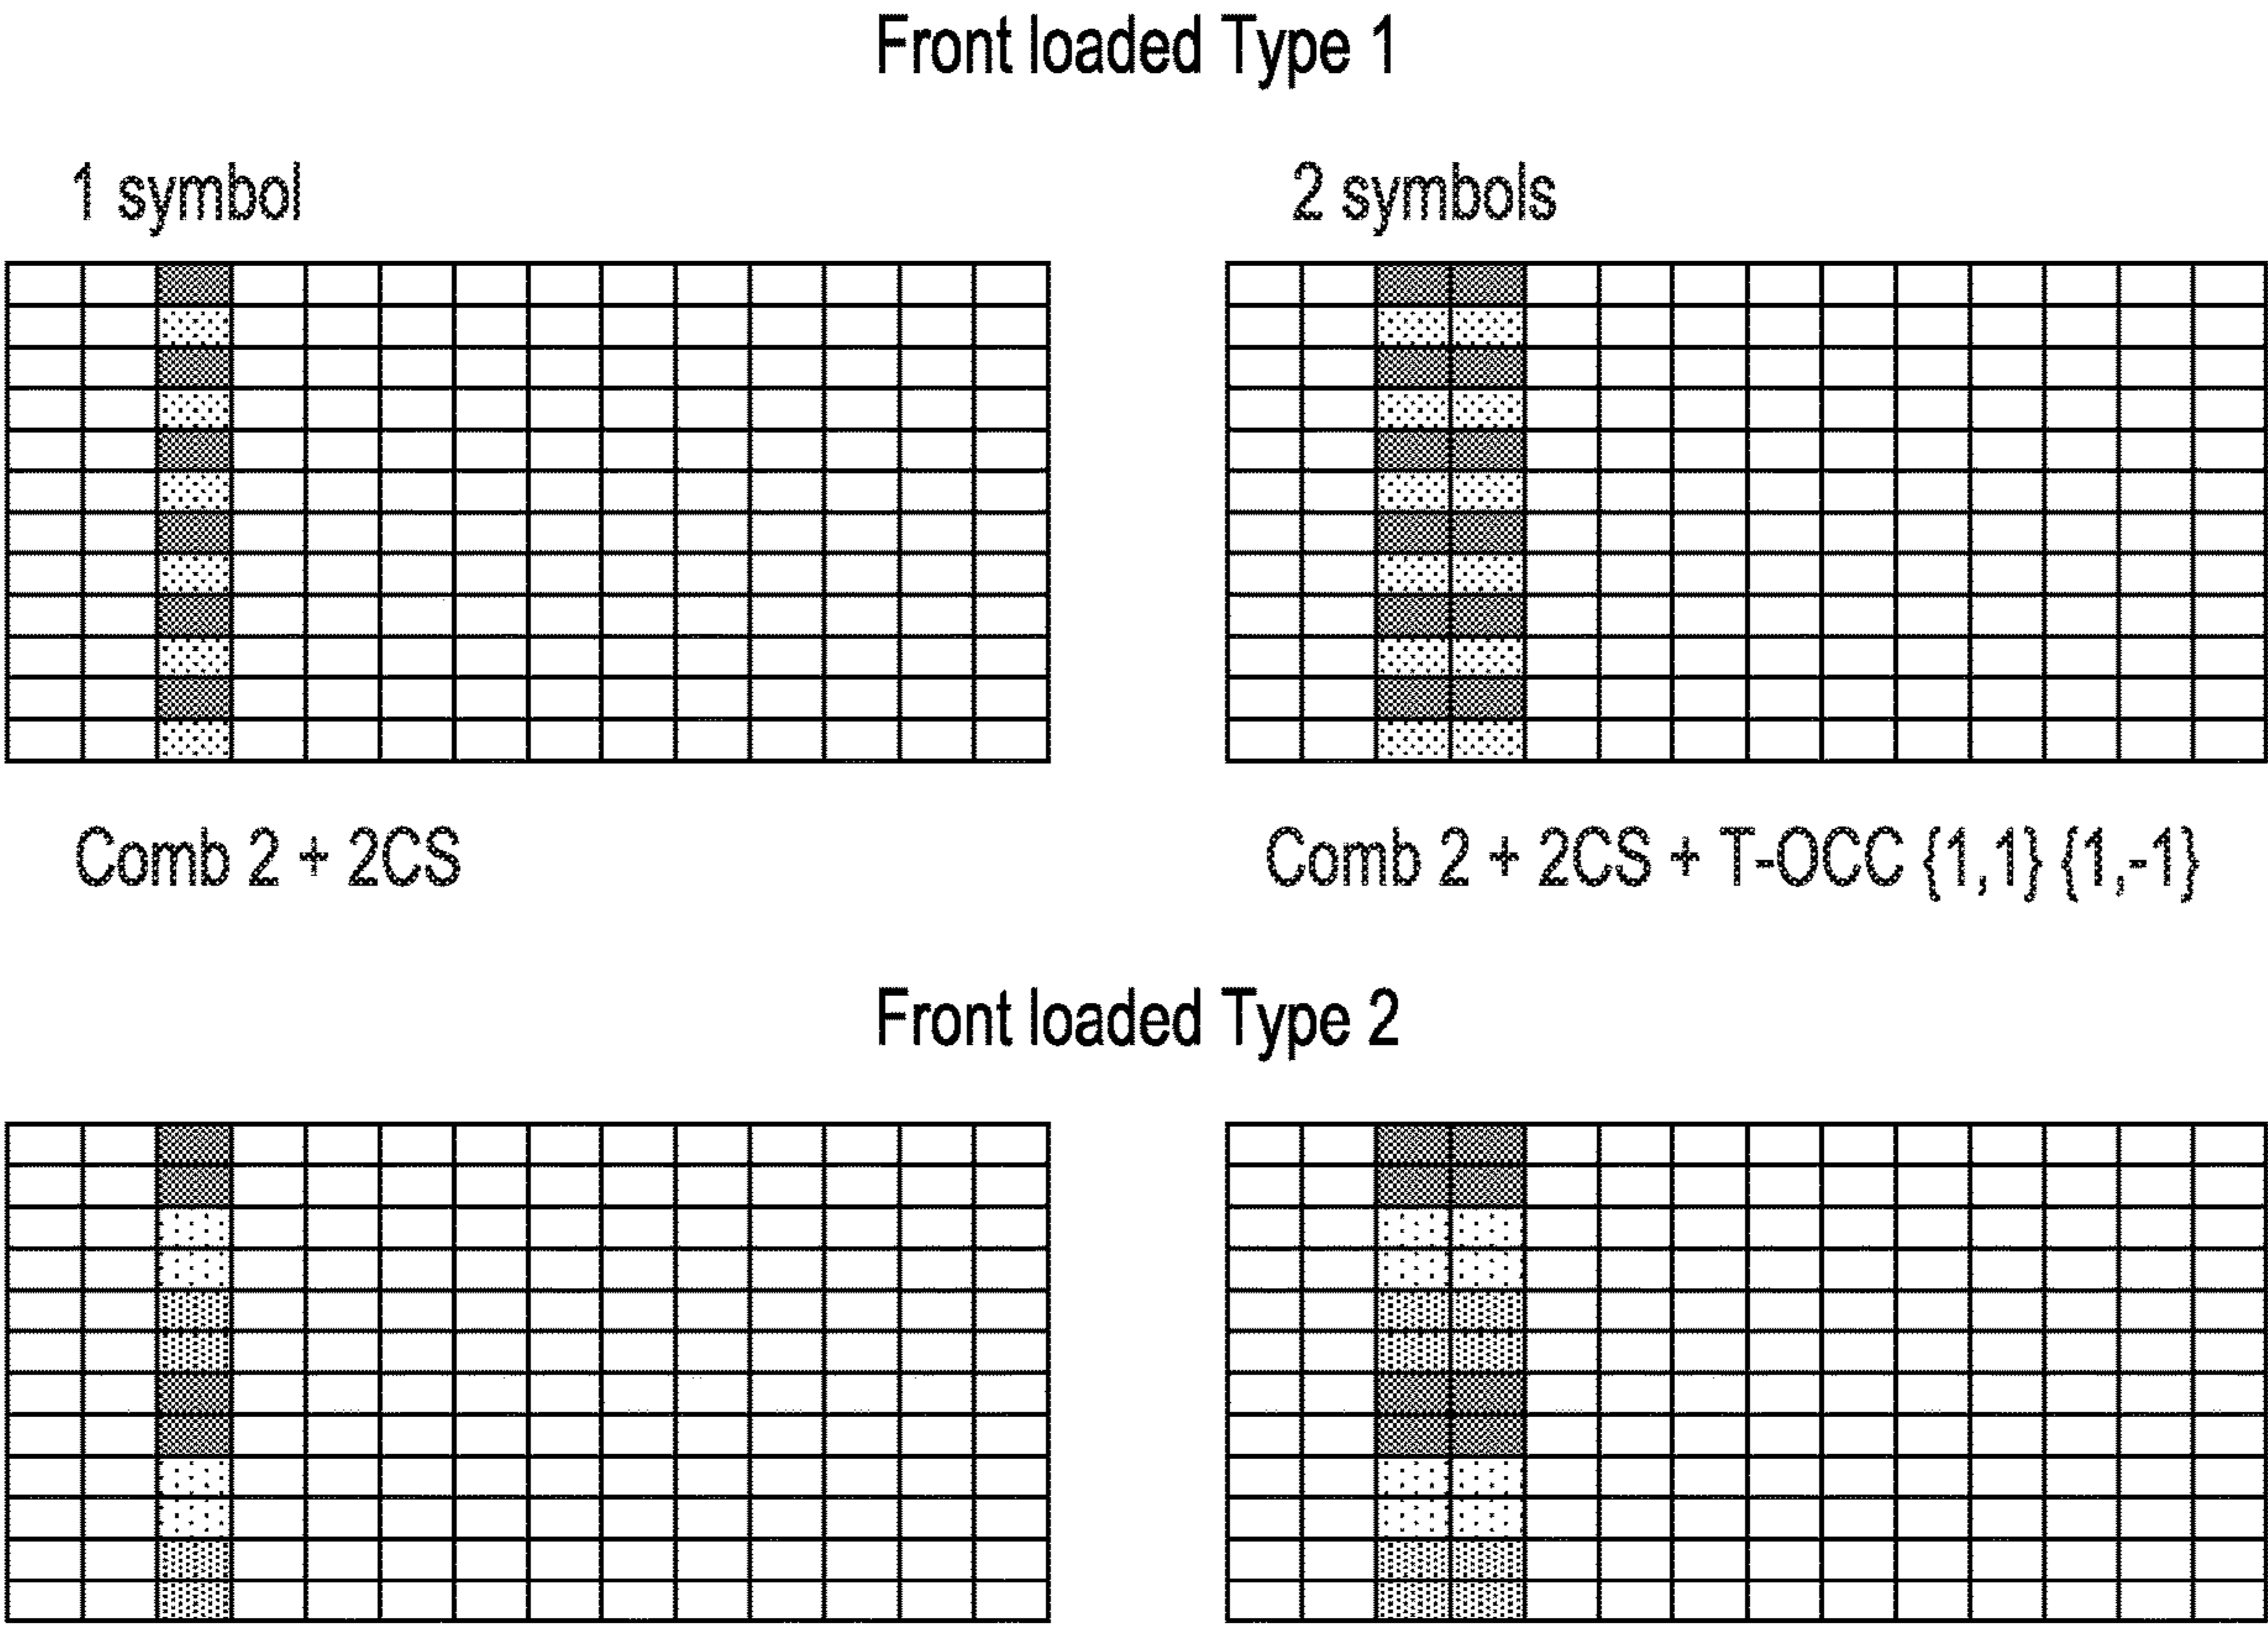 Front loaded Type 1
1 symbol
2 symbols
Comb 2 + 2CS
Comb 2 + 2CS + T-OCC {1,1} {1,-1}
Front loaded Type 2